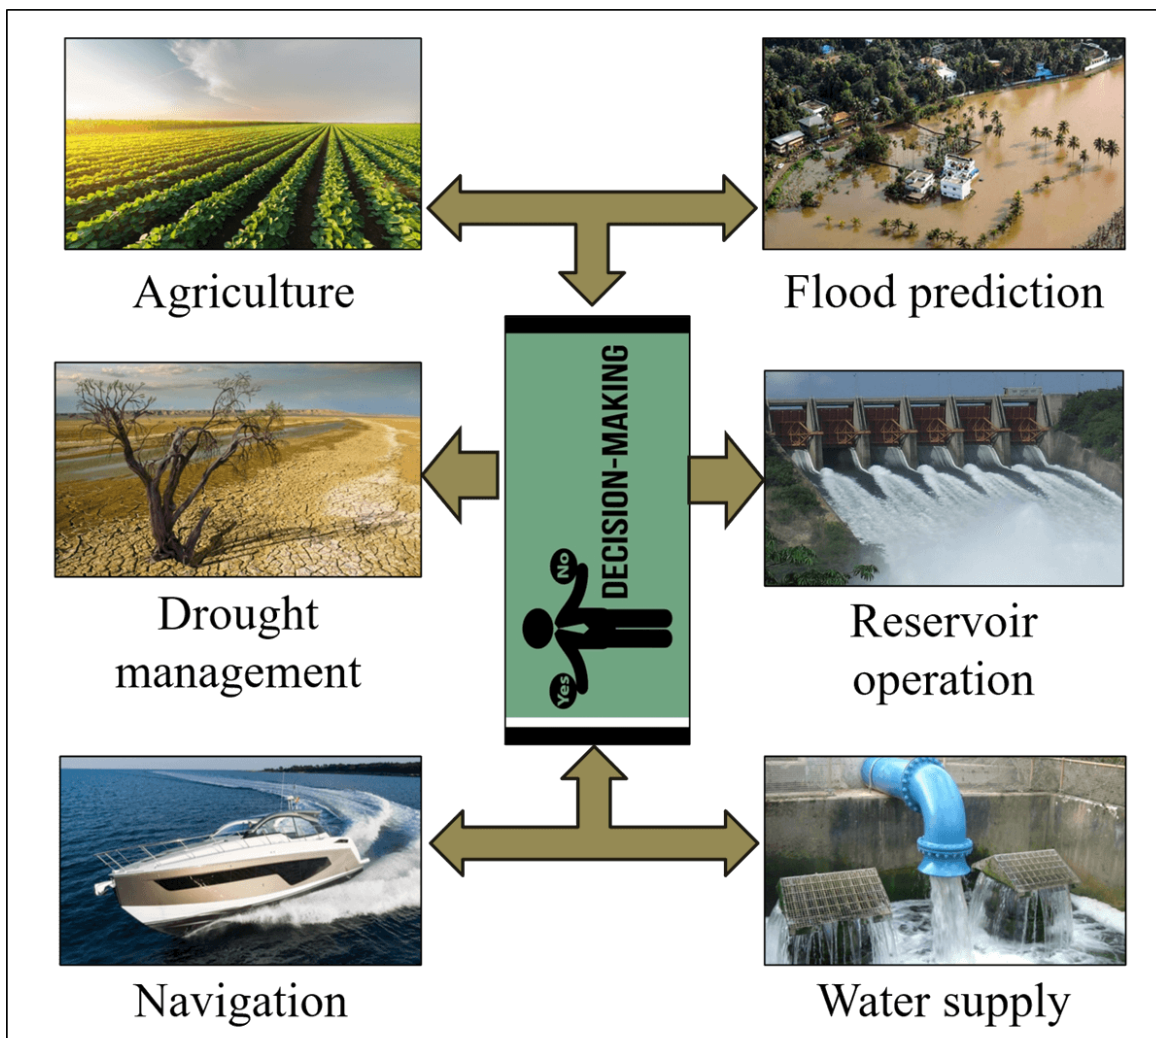 Agriculture
Flood prediction
DECISION-MAKING
No
Yes
Drought
management
Reservoir
operation
Navigation
Water supply